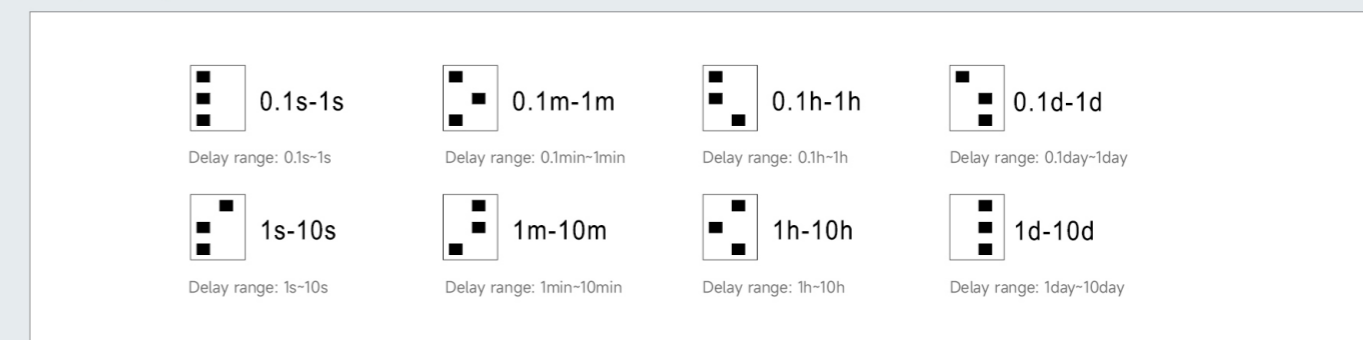 0.1s-1s
0.1m-1m
0.1h-1h
0.1d-1d
Delay range: 0.1s~1s
Delay range: 0.1min~1min
Delay range: 0.1h~1h
Delay range: 0.1day~1day
1s-10s
1m-10m
1h-10h
1d-10d
Delay range: 1s~10s
Delay range: 1min~10min
Delay range: 1h~10h
Delay range: 1day~10day